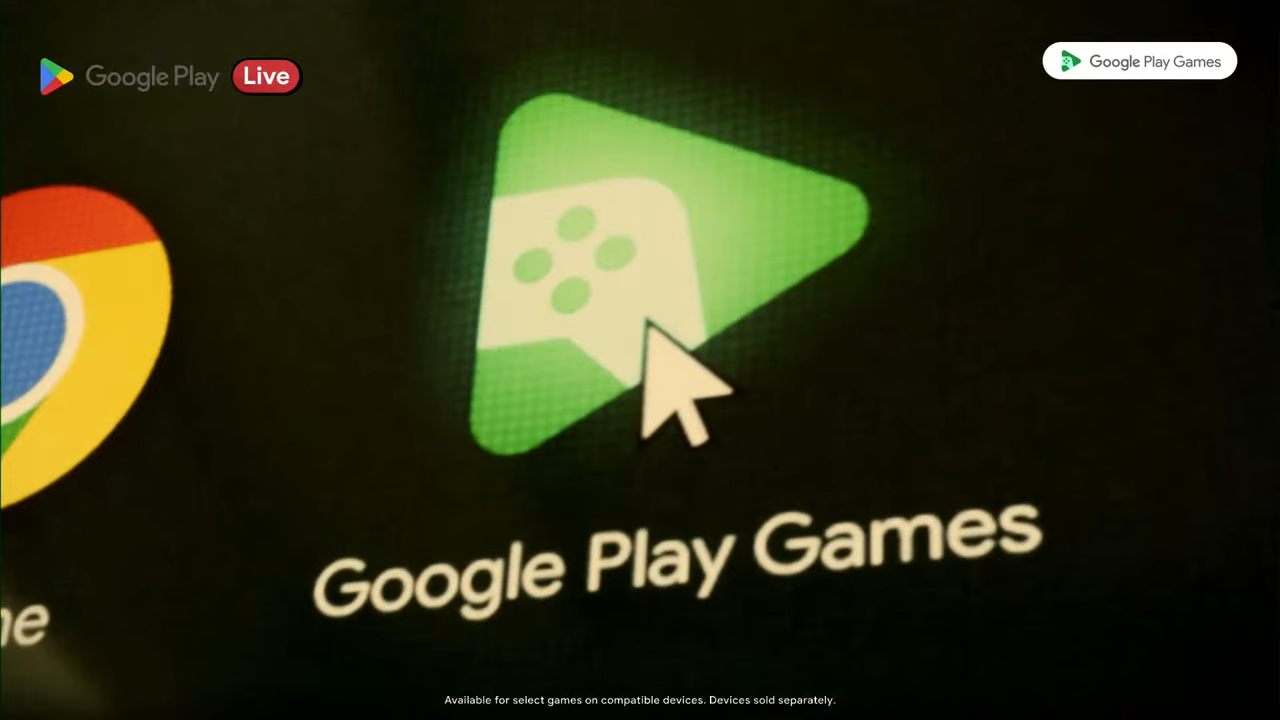 Google Play Live
Google Play Games
Google Play Games
ne
Available for select games on compatible devices. Devices sold separately.